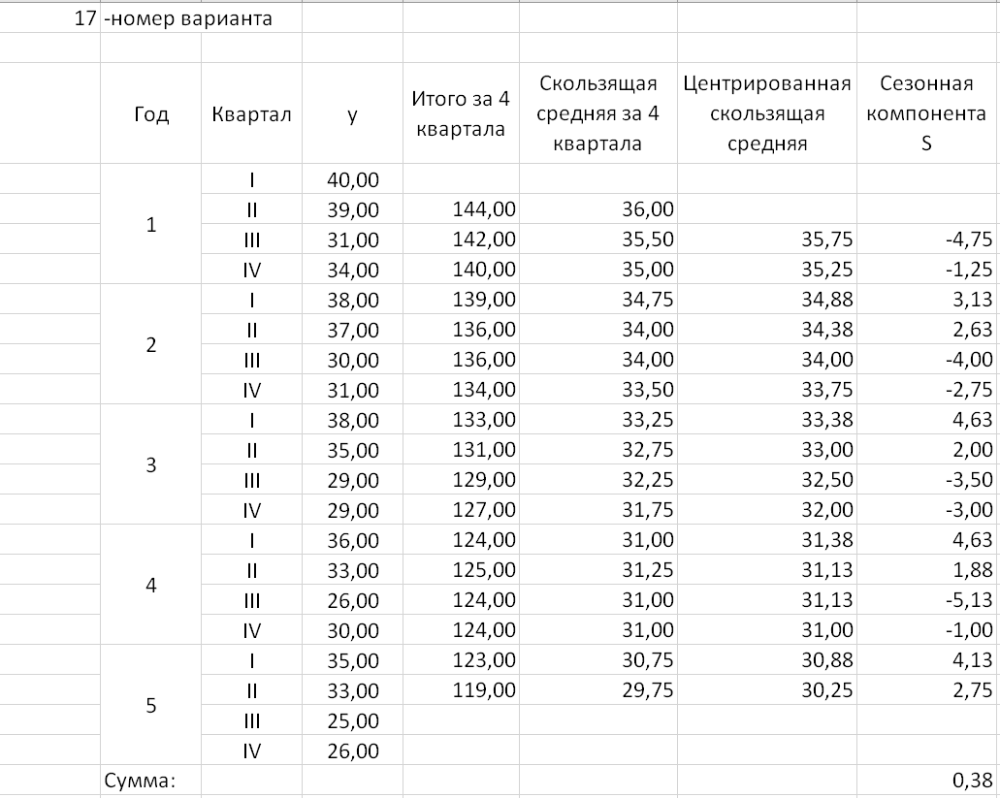 17 -номер варианта
Год Квартал у Итого за 4 квартала Скользящая средняя за 4 квартала Центрированная скользящая средняя Сезонная компонента S
1 I 40,00
II 39,00 144,00 36,00
III 31,00 142,00 35,50 35,75 -4,75
IV 34,00 140,00 35,00 35,25 -1,25
2 I 38,00 139,00 34,75 34,88 3,13
II 37,00 136,00 34,00 34,38 2,63
III 30,00 136,00 34,00 34,00 -4,00
IV 31,00 134,00 33,50 33,75 -2,75
3 I 38,00 133,00 33,25 33,38 4,63
II 35,00 131,00 32,75 33,00 2,00
III 29,00 129,00 32,25 32,50 -3,50
IV 29,00 127,00 31,75 32,00 -3,00
4 I 36,00 124,00 31,00 31,38 4,63
II 33,00 125,00 31,25 31,13 1,88
III 26,00 124,00 31,00 31,13 -5,13
IV 30,00 124,00 31,00 31,00 -1,00
5 I 35,00 123,00 30,75 30,88 4,13
II 33,00 119,00 29,75 30,25 2,75
III 25,00
IV 26,00
Сумма: 0,38